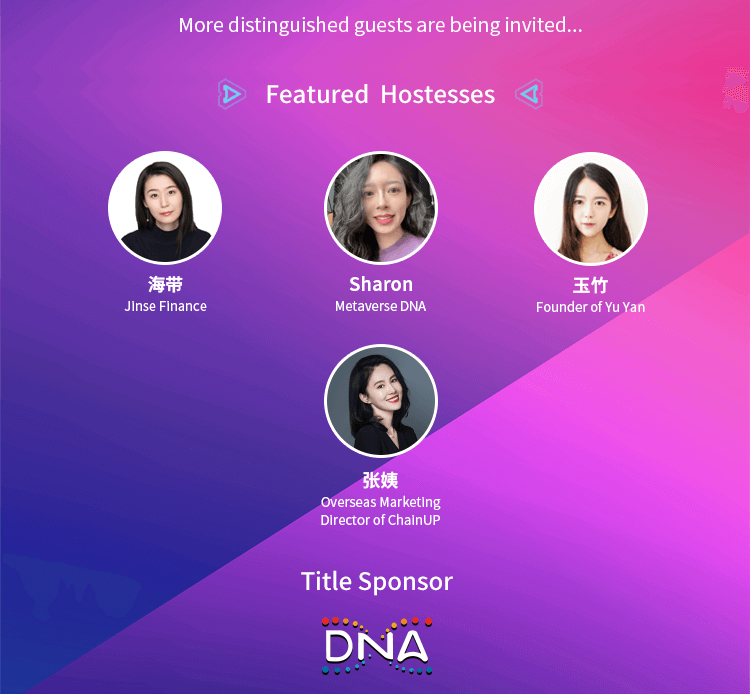 More distinguished guests are being invited...
Featured Hostesses
海带
Sharon
玉竹
Jinse Finance
Metaverse DNA
Founder of Yu Yan
张姨
Overseas Marketing
Director of ChainUP
Title Sponsor
DNA